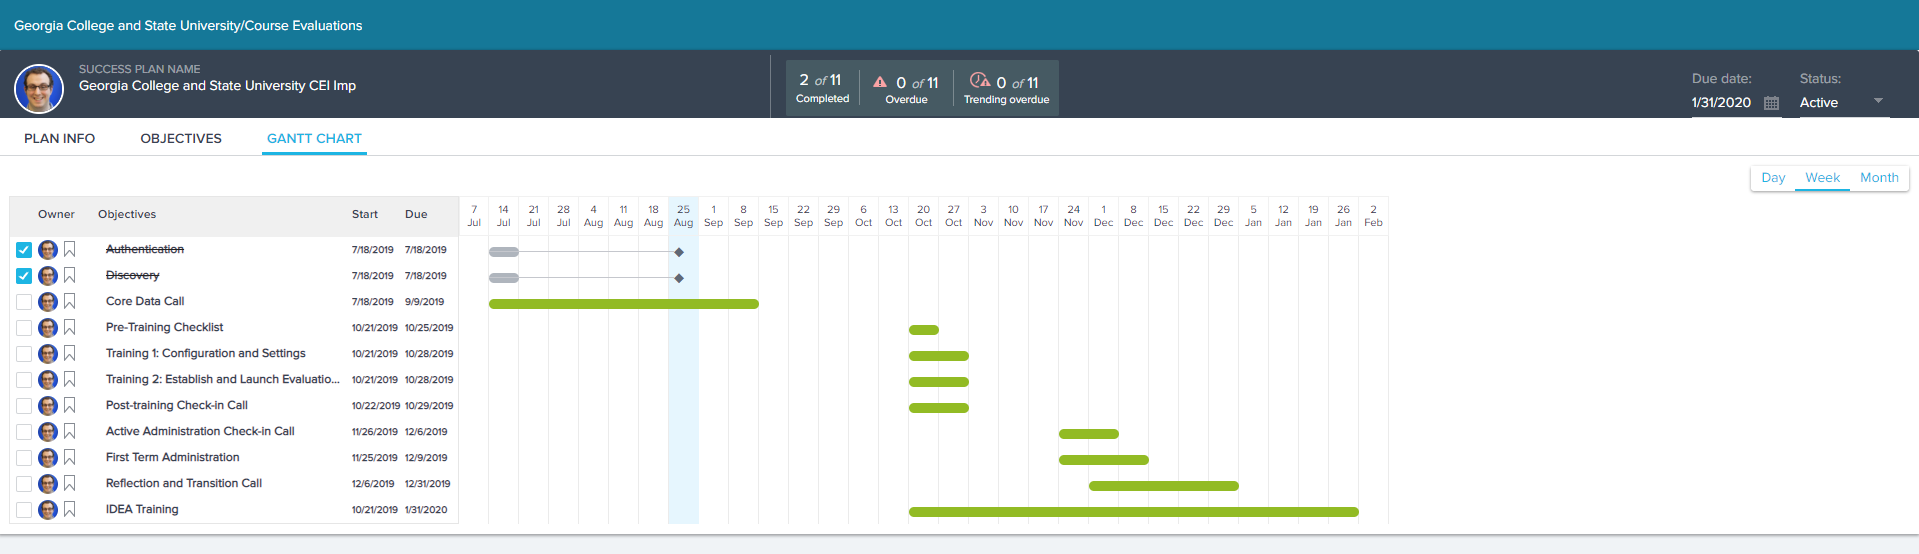 Georgia College and State University/Course Evaluations
SUCCESS PLAN NAME
Georgia College and State University CEI Imp
2 of 11
Completed
0 of 11
Overdue
0 of 11
Trending overdue
Due date:
1/31/2020
Status:
Active
PLAN INFO OBJECTIVES GANTT CHART
Day Week Month
Owner Objectives Start Due
7 14 21 28 4 11 18 25 1 8 15 22 29 6 13 20 27 3 10 17 24 1 8 15 22 29 5 12 19 26 2
Jul Jul Jul Jul Aug Aug Aug Aug Sep Sep Sep Sep Sep Oct Oct Oct Oct Nov Nov Nov Nov Dec Dec Dec Dec Dec Jan Jan Jan Jan Feb
Authentication 7/18/2019 7/18/2019
Discovery 7/18/2019 7/18/2019
Core Data Call 7/18/2019 9/9/2019
Pre-Training Checklist 10/21/2019 10/25/2019
Training 1: Configuration and Settings 10/21/2019 10/28/2019
Training 2: Establish and Launch Evaluatio... 10/21/2019 10/28/2019
Post-training Check-in Call 10/22/2019 10/29/2019
Active Administration Check-in Call 11/26/2019 12/6/2019
First Term Administration 11/25/2019 12/9/2019
Reflection and Transition Call 12/6/2019 12/31/2019
IDEA Training 10/21/2019 1/31/2020